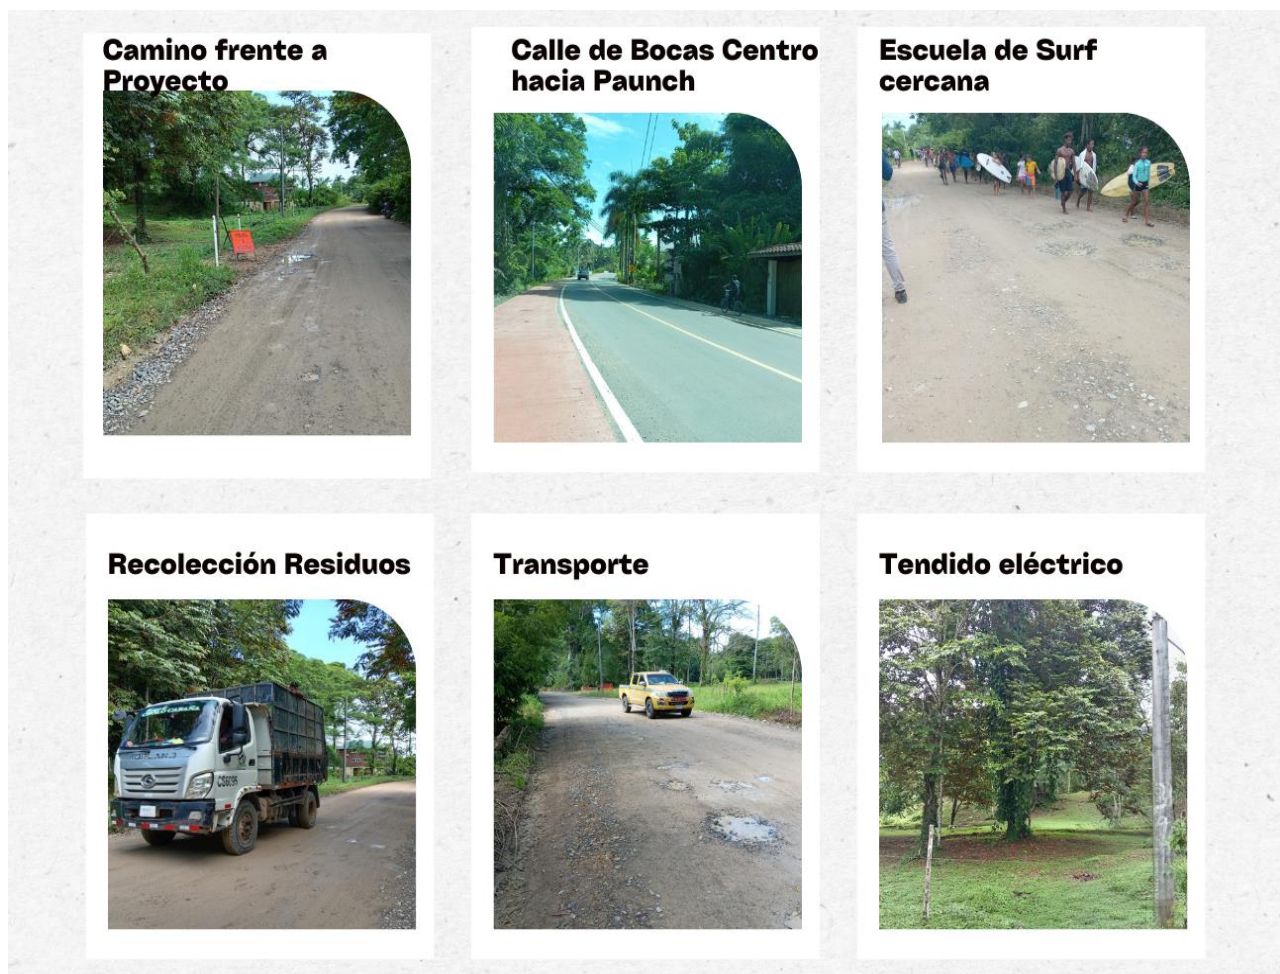 Camino frente a
Proyecto
Calle de Bocas Centro
hacia Paunch
Escuela de Surf
cercana
Recolección Residuos
Transporte
Tendido eléctrico